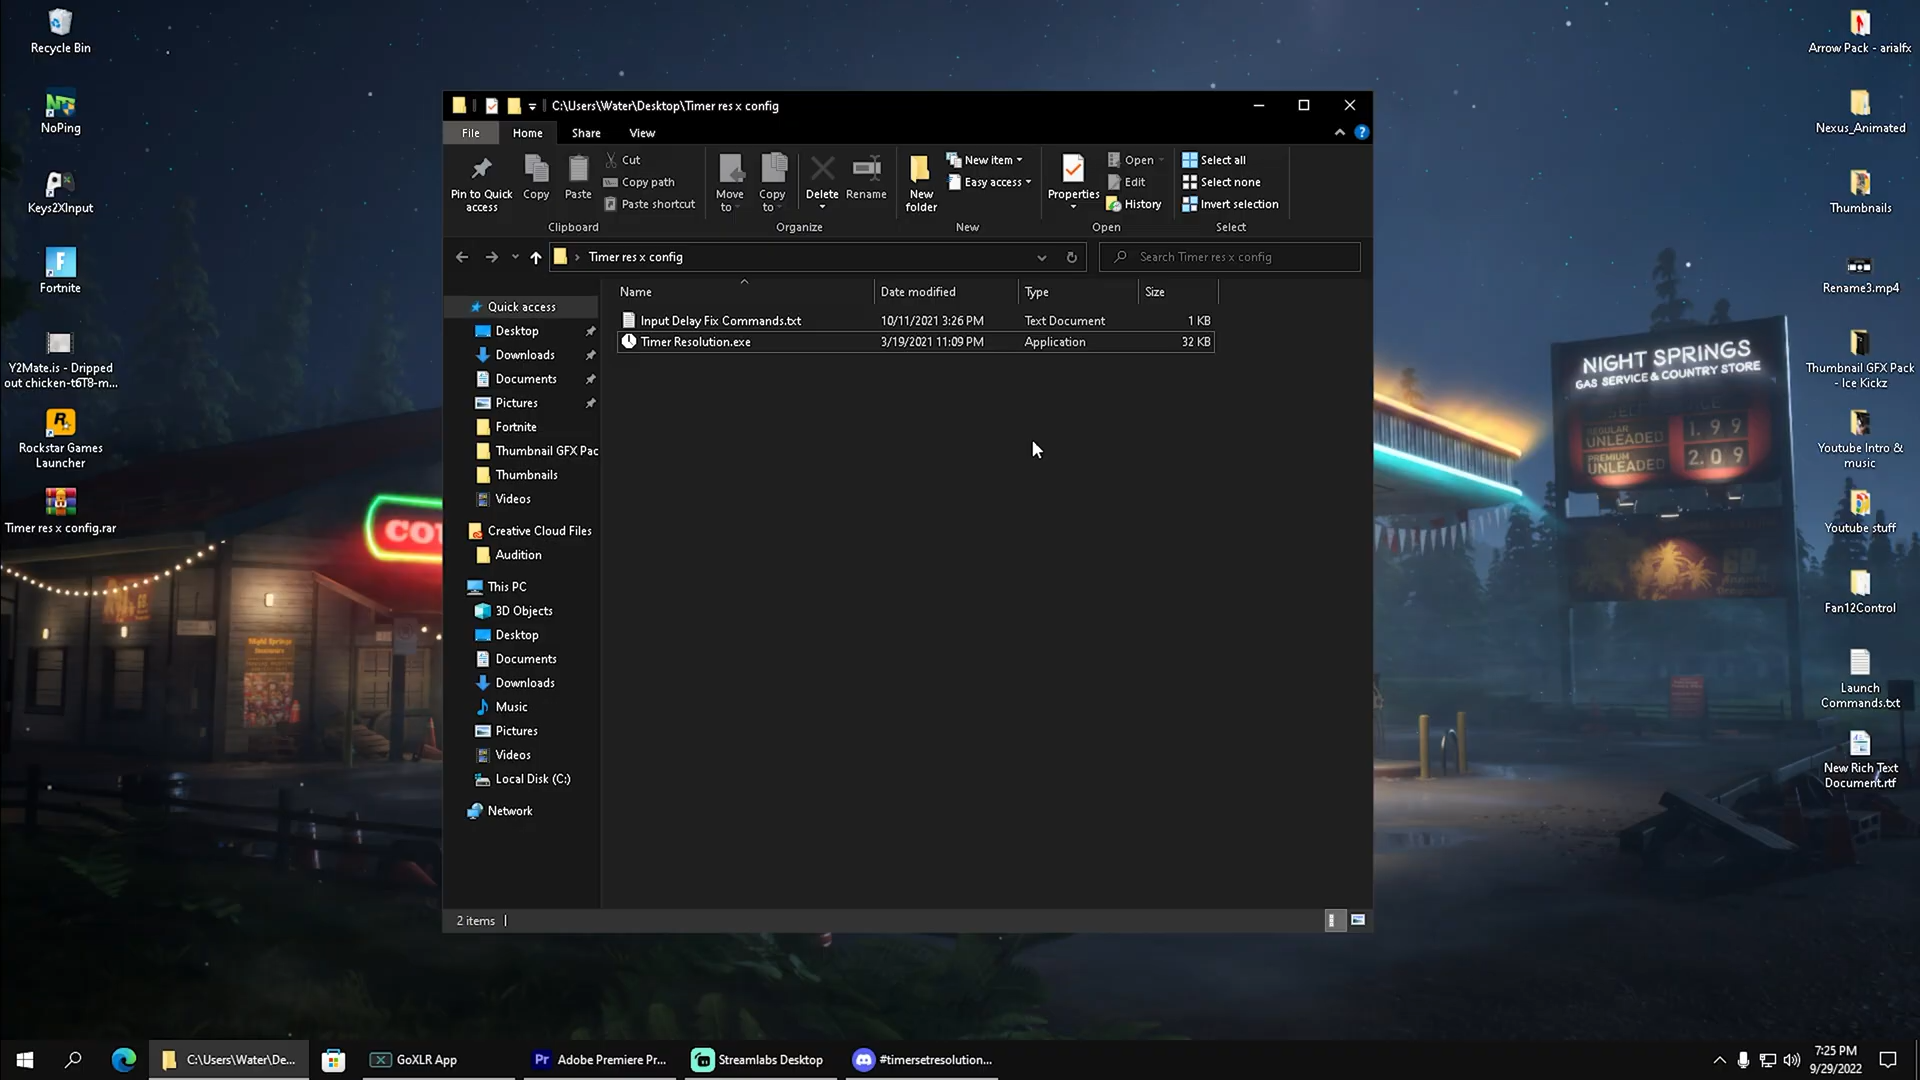 Recycle Bin
NoPing
Keys2XInput
Fortnite
Y2Mate.is - Dripped
out chicken-t6T8-m...
Rockstar Games
Launcher
Timer res x config.rar
C:\Users\Water\Desktop\Timer res x config
File
Home
Share
View
Pin to Quick
access
Copy
Paste
Cut
Copy path
Paste shortcut
Clipboard
Move
to
Copy
to
Delete
Rename
Organize
New
folder
New item
Easy access
New
Properties
Open
Edit
History
Open
Select all
Select none
Invert selection
Select
Timer res x config
Search Timer res x config
Name
Date modified
Type
Size
Input Delay Fix Commands.txt
10/11/2021 3:26 PM
Text Document
1 KB
Timer Resolution.exe
3/19/2021 11:09 PM
Application
32 KB
Quick access
Desktop
Downloads
Documents
Pictures
Fortnite
Thumbnail GFX Pac
Thumbnails
Videos
Creative Cloud Files
Audition
This PC
3D Objects
Desktop
Documents
Downloads
Music
Pictures
Videos
Local Disk (C:)
Network
2 items
Arrow Pack - arialfx
Nexus_Animated
Thumbnails
Rename3.mp4
Thumbnail GFX Pack
- Ice Kickz
Youtube Intro &
music
Youtube stuff
Fan12Control
Launch
Commands.txt
New Rich Text
Document.rtf
NIGHT SPRINGS
GAS SERVICE & COUNTRY STORE
REGULAR
UNLEADED
1.99
PREMIUM
UNLEADED
2.09
C:\Users\Water\De...
GoXLR App
Adobe Premiere Pr...
Streamlabs Desktop
#timersetresolution...
7:25 PM
9/29/2022